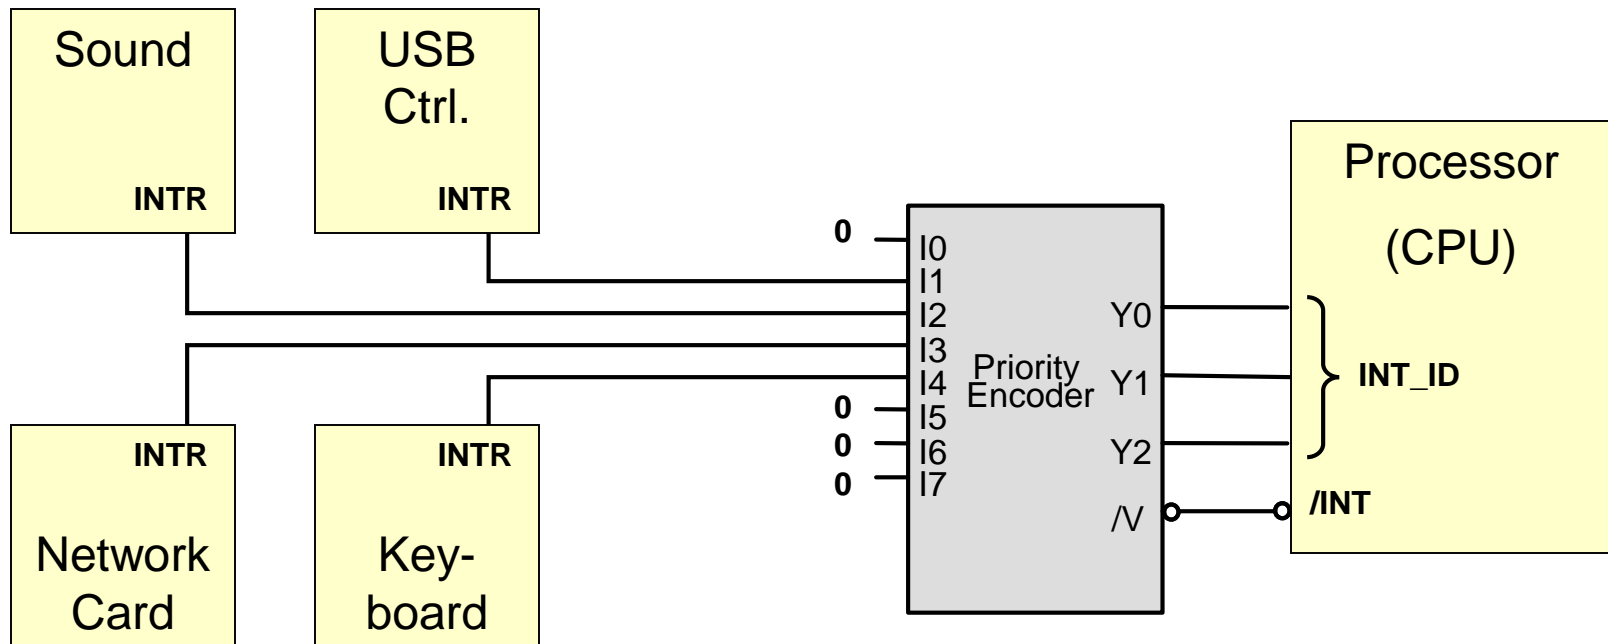 Sound
INTR
USB
Ctrl.
INTR
INTR
Network
Card
INTR
Key-
board
0
0
0
0
I0
I1
I2
I3
I4
I5
I6
I7
Priority
Encoder
Y0
Y1
Y2
/V
Processor
(CPU)
INT_ID
/INT